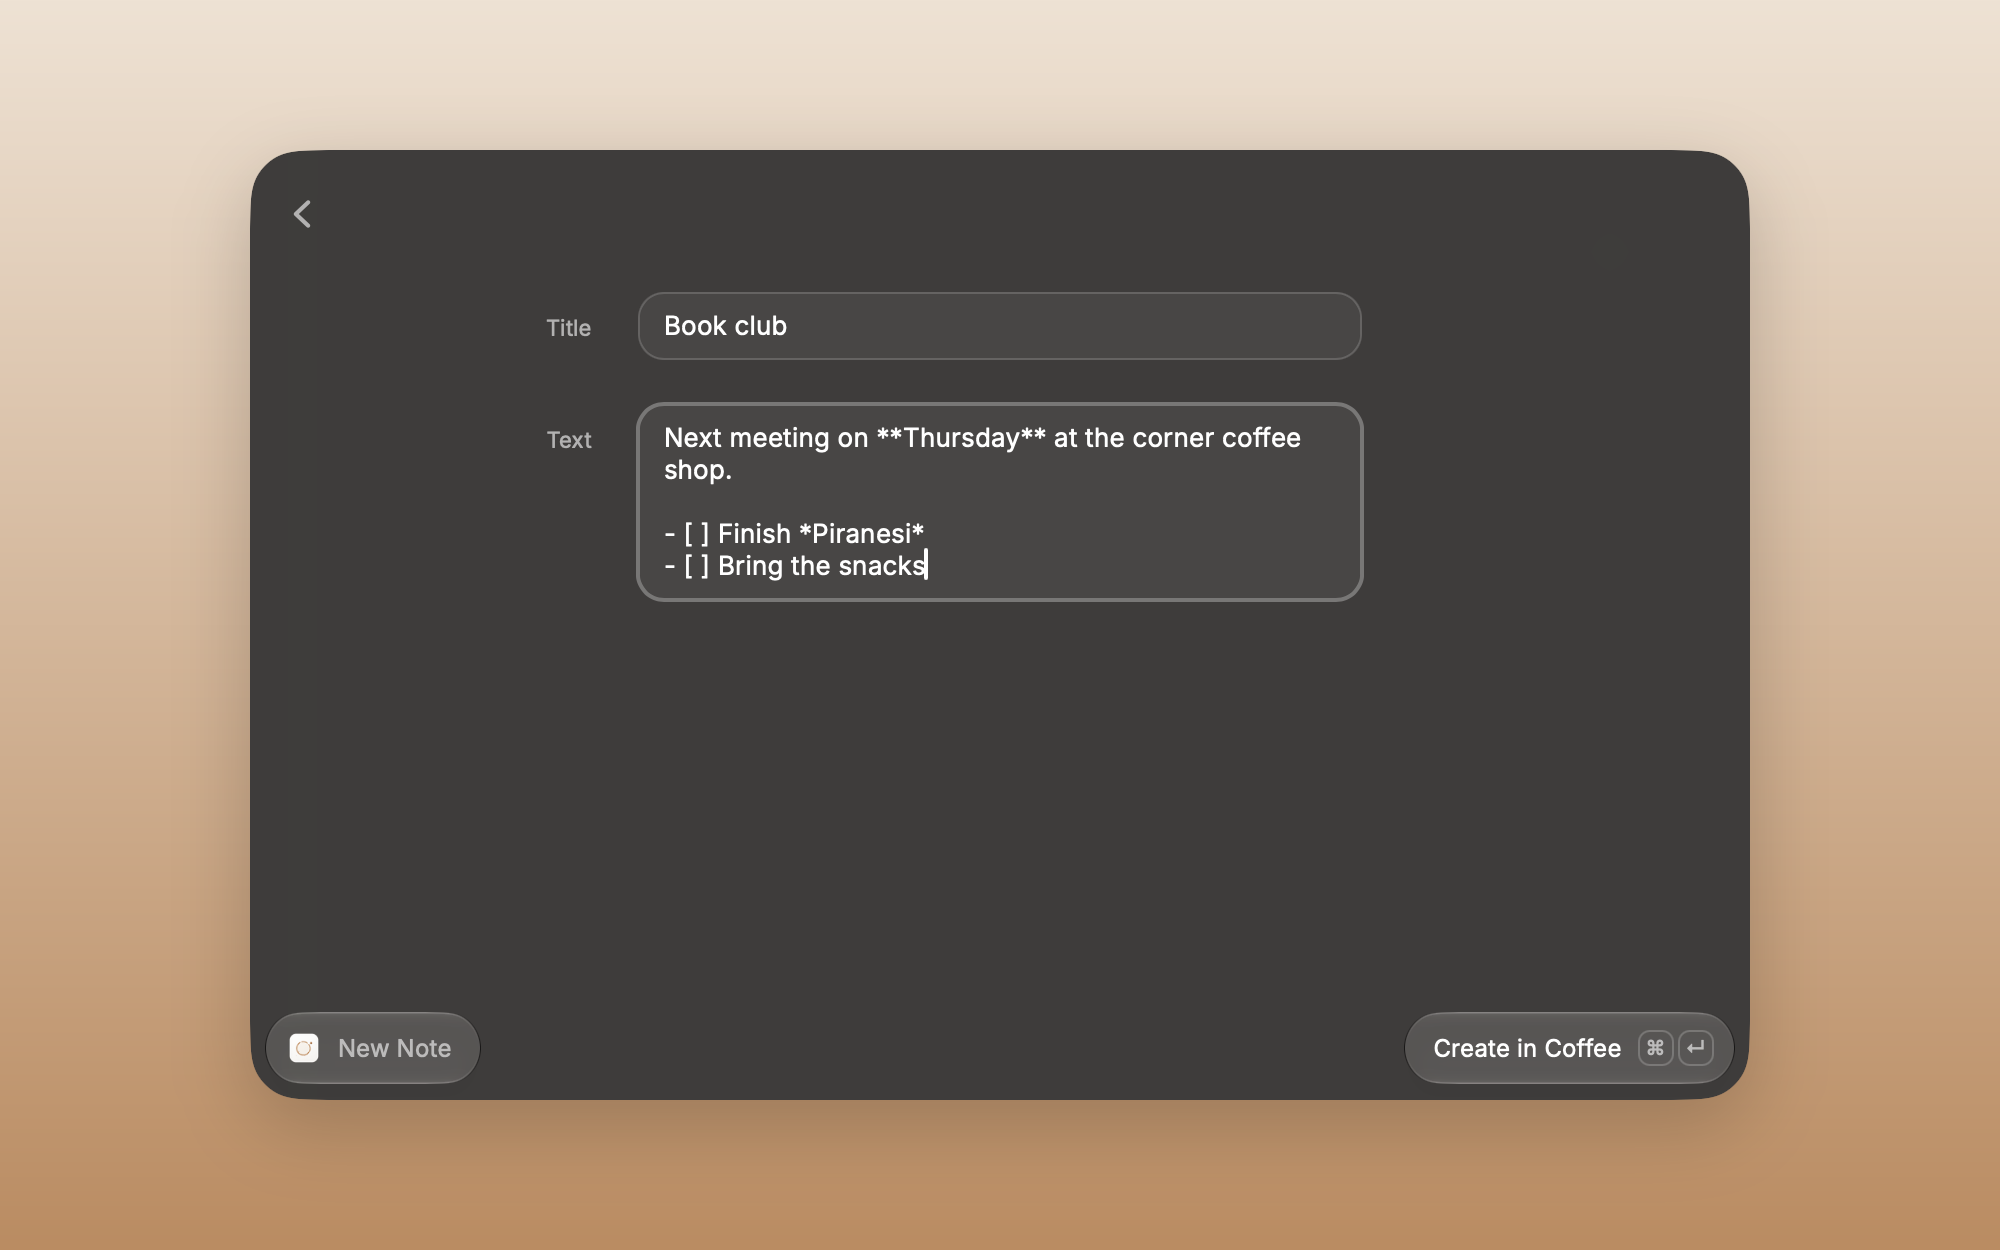 Title
Book club
Text
Next meeting on **Thursday** at the corner coffee
shop.
- [ ] Finish *Piranesi*
- [ ] Bring the snacks
New Note
Create in Coffee ⌘ ↵